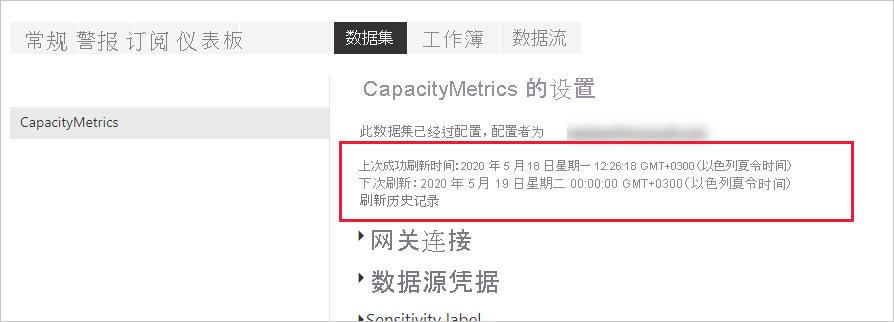 常规 警报 订阅 仪表板 数据集 工作簿 数据流
CapacityMetrics 的设置
CapacityMetrics
此数据集已经过配置，配置者为
上次成功刷新时间：2020 年 5 月 18 日星期一 12:26:18 GMT+0300（以色列夏令时间）
下次刷新：2020 年 5 月 19 日星期二 00:00:00 GMT+0300（以色列夏令时间）
刷新历史记录
网关连接
数据源凭据
Sensitivity label